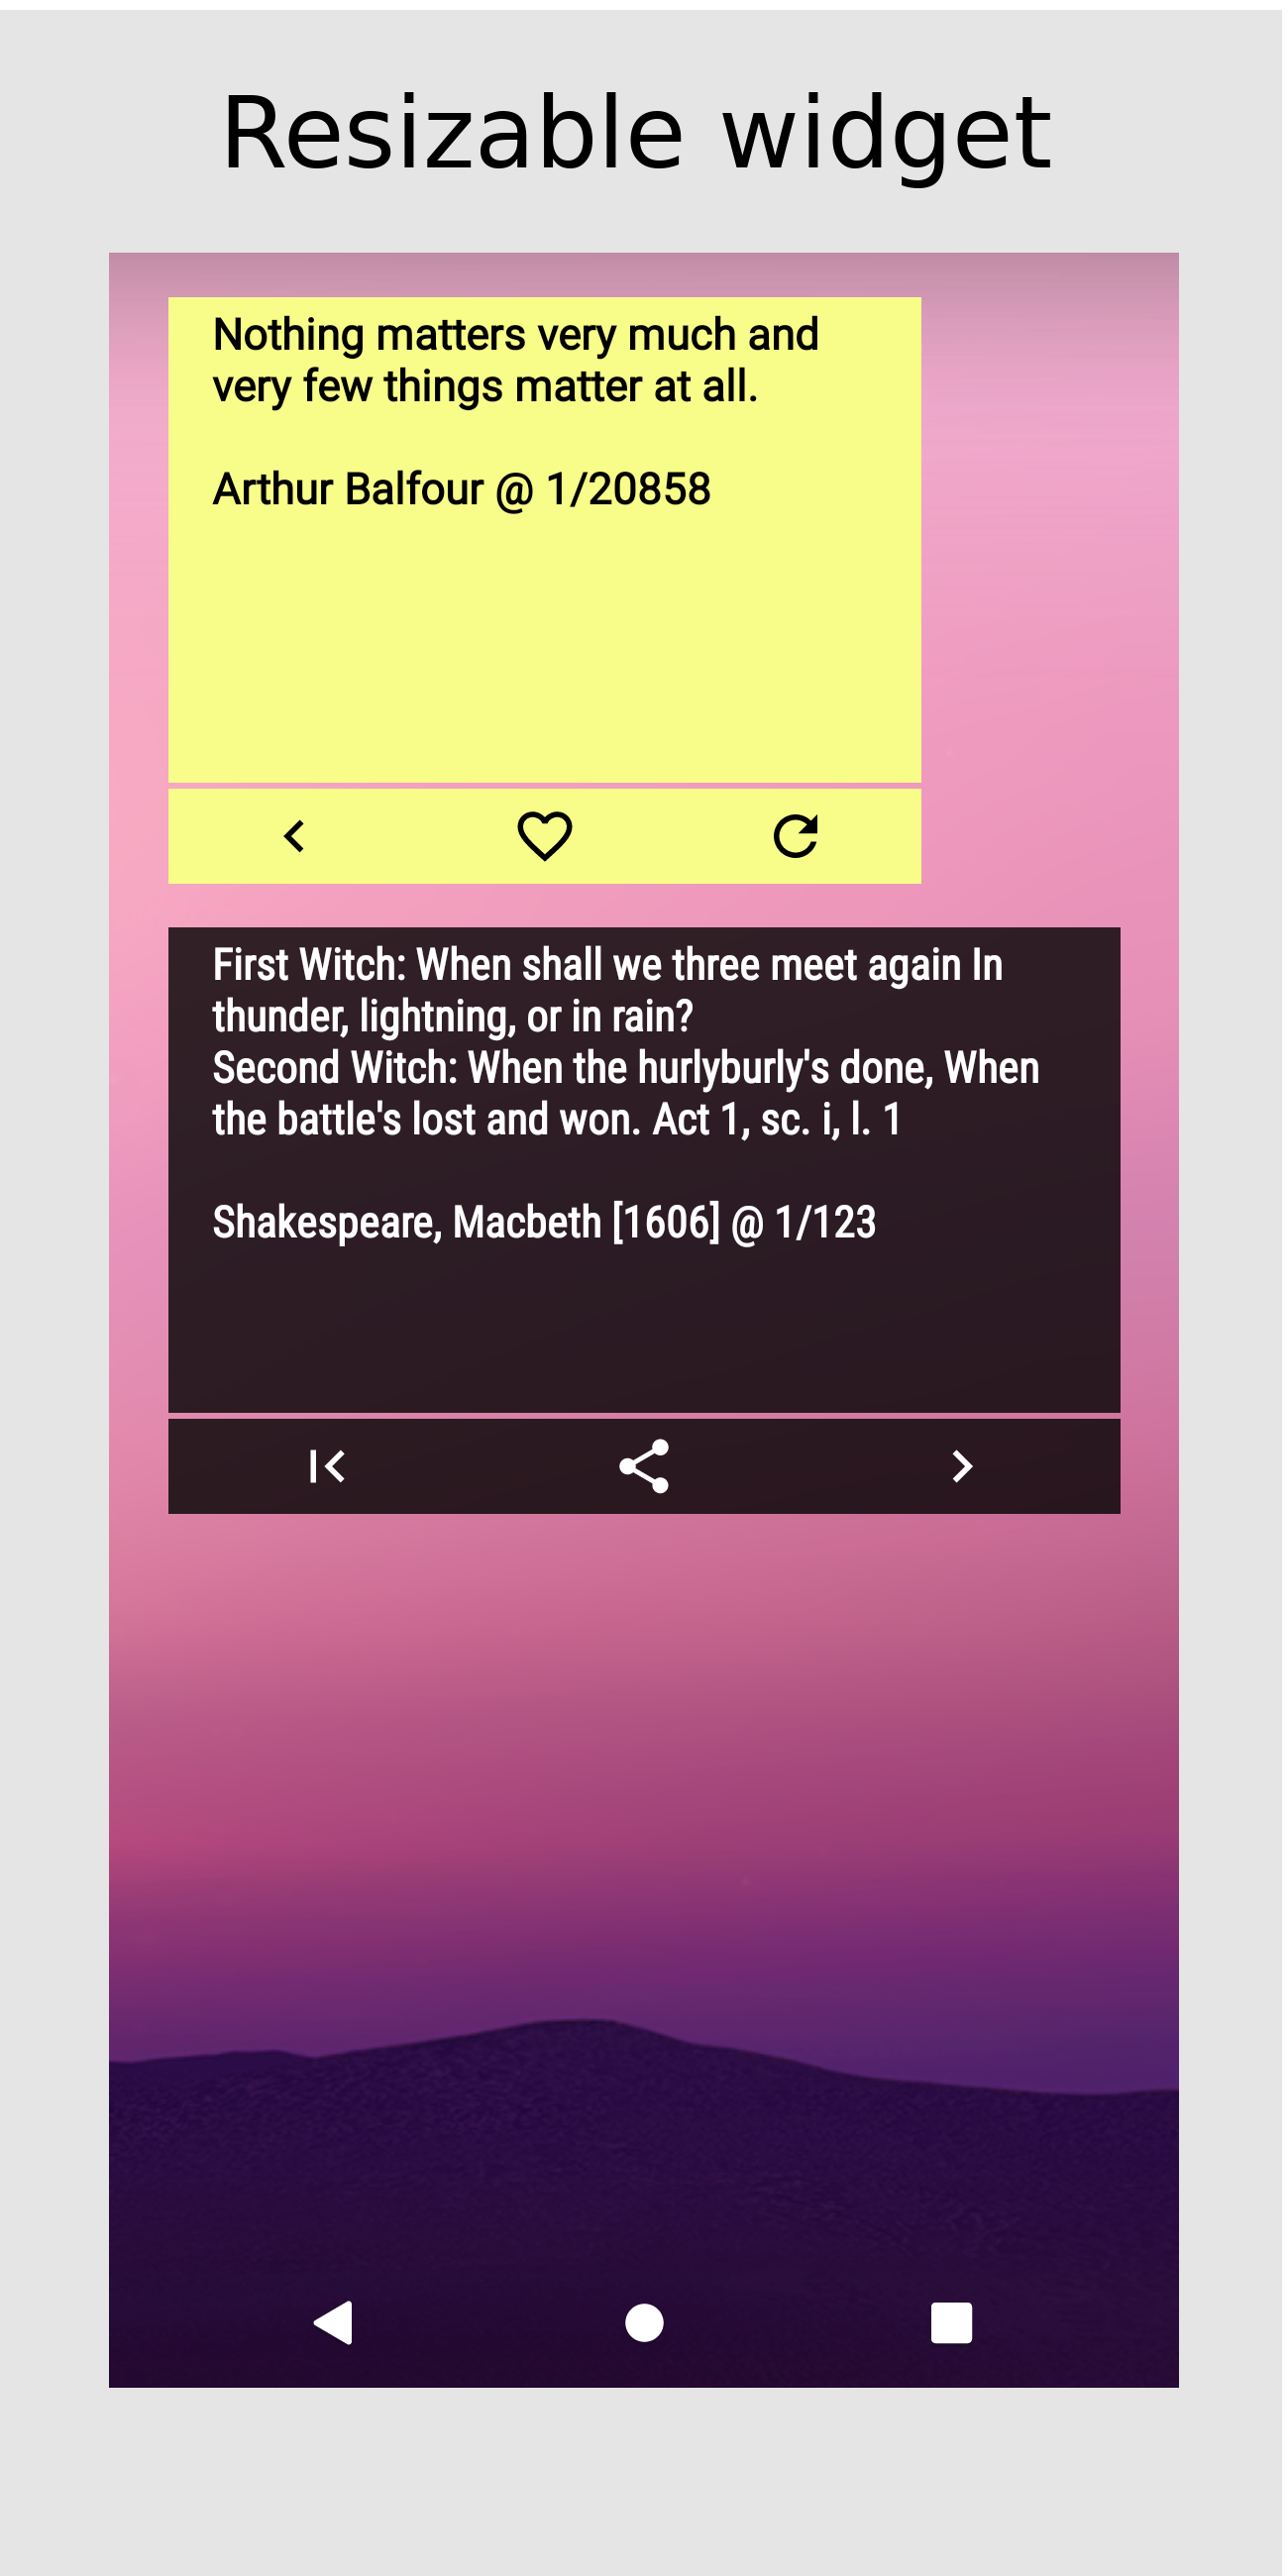 Resizable widget
Nothing matters very much and
very few things matter at all.
Arthur Balfour @ 1/20858
First Witch: When shall we three meet again In
thunder, lightning, or in rain?
Second Witch: When the hurlyburly's done, When
the battle's lost and won. Act 1, sc. i, l. 1
Shakespeare, Macbeth [1606] @ 1/123